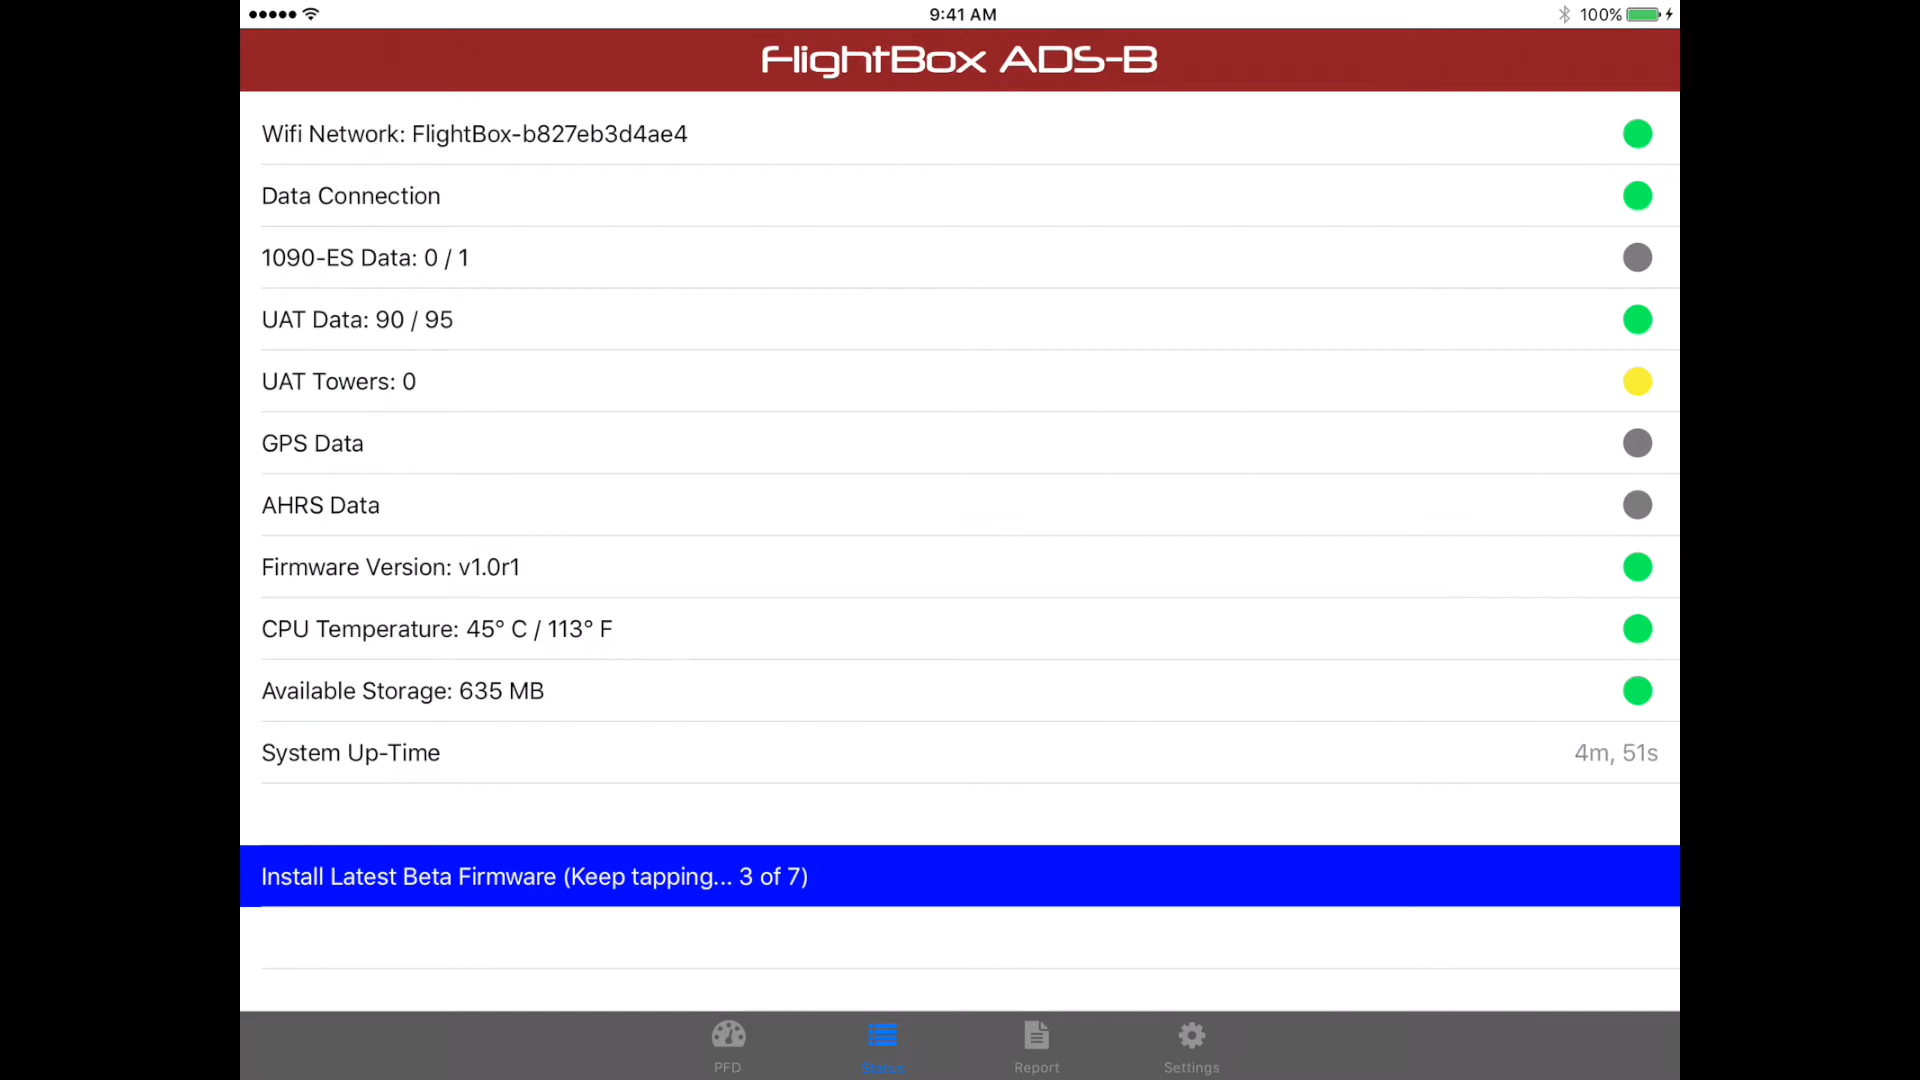 9:41 AM
100%
FlightBox ADS-B
Wifi Network: FlightBox-b827eb3d4ae4
Data Connection
1090-ES Data: 0 / 1
UAT Data: 90 / 95
UAT Towers: 0
GPS Data
AHRS Data
Firmware Version: v1.0r1
CPU Temperature: 45° C / 113° F
Available Storage: 635 MB
System Up-Time
4m, 51s
Install Latest Beta Firmware (Keep tapping... 3 of 7)
PFD
Status
Report
Settings